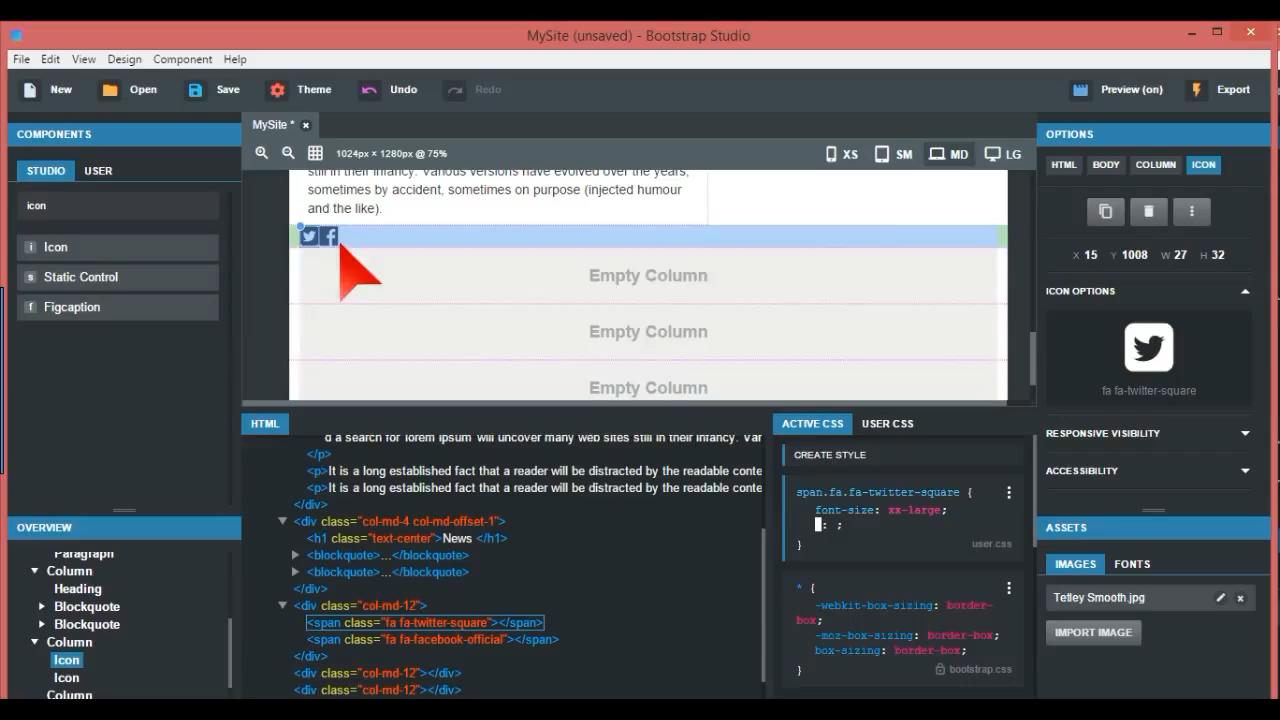 MySite (unsaved) - Bootstrap Studio
File Edit View Design Component Help
New Open Save Theme Undo Redo Preview (on) Export
COMPONENTS
STUDIO USER
icon
i Icon
s Static Control
f Figcaption
OVERVIEW
Paragraph
Column
Heading
Blockquote
Blockquote
Column
Icon
Icon
Column
MySite *
1024px × 1280px @ 75%
XS SM MD LG
still in their infancy. Various versions have evolved over the years,
sometimes by accident, sometimes on purpose (injected humour
and the like).
Empty Column
Empty Column
Empty Column
HTML
d a search for 'lorem ipsum' will uncover many web sites still in their infancy. Var
</p>
<p>It is a long established fact that a reader will be distracted by the readable conte
<p>It is a long established fact that a reader will be distracted by the readable conte
</div>
<div class="col-md-4 col-md-offset-1">
<h1 class="text-center">News </h1>
<blockquote>...</blockquote>
<blockquote>...</blockquote>
</div>
<div class="col-md-12">
<span class="fa fa-twitter-square"></span>
<span class="fa fa-facebook-official"></span>
</div>
<div class="col-md-12"></div>
<div class="col-md-12"></div>
ACTIVE CSS USER CSS
CREATE STYLE
span.fa.fa-twitter-square {
font-size: xx-large;
: ;
}
user.css
* {
-webkit-box-sizing: border-
box;
-moz-box-sizing: border-box;
box-sizing: border-box;
}
bootstrap.css
OPTIONS
HTML BODY COLUMN ICON
X 15 Y 1008 W 27 H 32
ICON OPTIONS
fa fa-twitter-square
RESPONSIVE VISIBILITY
ACCESSIBILITY
ASSETS
IMAGES FONTS
Tetley Smooth.jpg
IMPORT IMAGE